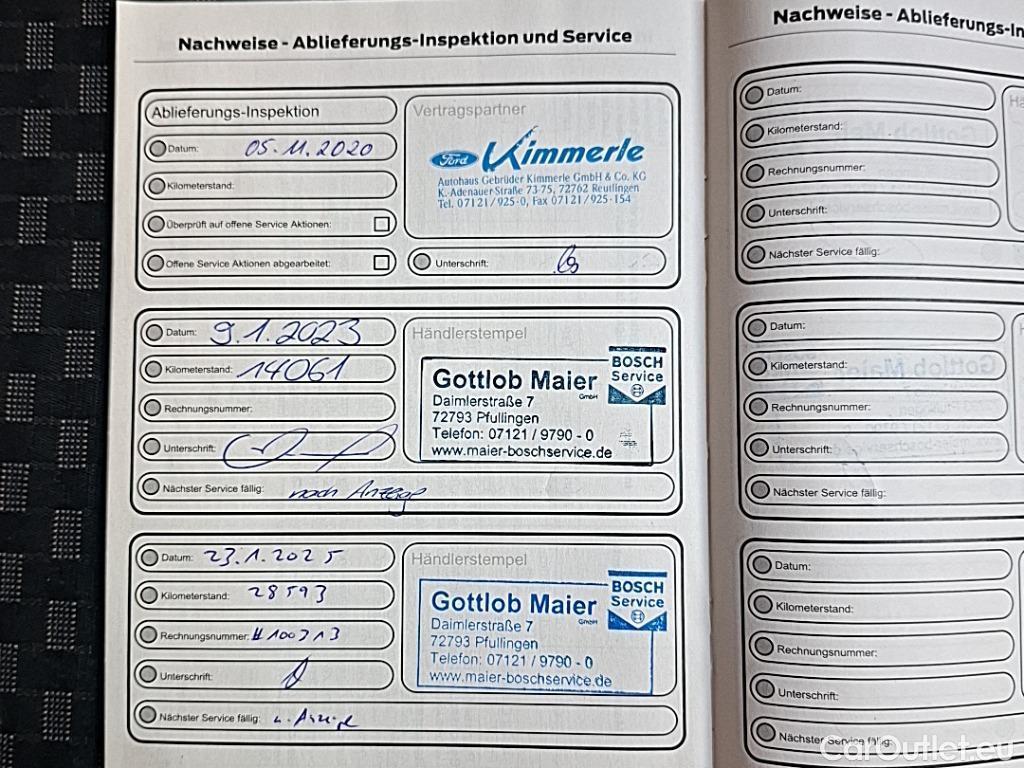 Nachweise - Ablieferungs-Inspektion und Service
Ablieferungs-Inspektion
Datum: 05.11.2020
Kilometerstand:
Überprüft auf offene Service Aktionen:
Offene Service Aktionen abgearbeitet:
Vertragspartner
Ford Kimmerle
Autohaus Gebrüder Kimmerle GmbH & Co. KG
K.-Adenauer-Straße 73-75, 72762 Reutlingen
Tel. 07121/925-0, Fax 07121/925-154
Unterschrift:
Datum: 9.1.2023
Kilometerstand: 14061
Rechnungsnummer:
Unterschrift:
Nächster Service fällig: nach Anzeige
Händlerstempel
BOSCH
Service
Gottlob Maier
GmbH
Daimlerstraße 7
72793 Pfullingen
Telefon: 07121 / 9790 - 0
www.maier-boschservice.de
Datum: 23.1.2025
Kilometerstand: 28593
Rechnungsnummer:
Unterschrift:
Nächster Service fällig: n. Anzeige
Händlerstempel
BOSCH
Service
Gottlob Maier
GmbH
Daimlerstraße 7
72793 Pfullingen
Telefon: 07121 / 9790 - 0
www.maier-boschservice.de
Nachweise - Ablieferungs-In
Datum:
Kilometerstand:
Rechnungsnummer:
Unterschrift:
Nächster Service fällig:
Datum:
Kilometerstand:
Rechnungsnummer:
Unterschrift:
Nächster Service fällig:
Datum:
Kilometerstand:
Rechnungsnummer:
Unterschrift:
Nächster Service fällig:
CarOutlet.eu